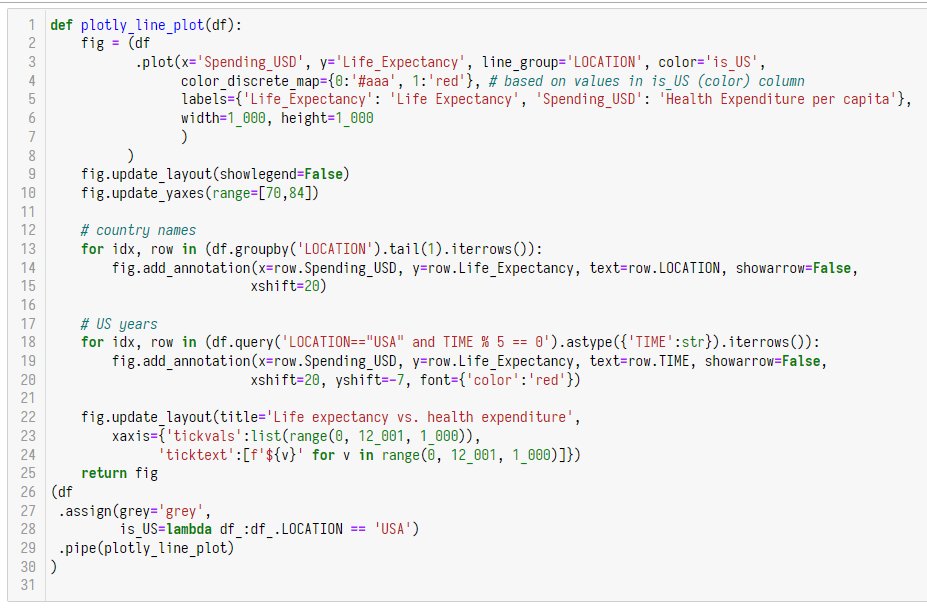 1 def plotly_line_plot(df):
2     fig = (df
3            .plot(x='Spending_USD', y='Life_Expectancy', line_group='LOCATION', color='is_US',
4                  color_discrete_map={0:'#aaa', 1:'red'}, # based on values in is_US (color) column
5                  labels={'Life_Expectancy': 'Life Expectancy', 'Spending_USD': 'Health Expenditure per capita'},
6                  width=1_000, height=1_000
7                  )
8           )
9     fig.update_layout(showlegend=False)
10     fig.update_yaxes(range=[70,84])
11
12     # country names
13     for idx, row in (df.groupby('LOCATION').tail(1).iterrows()):
14         fig.add_annotation(x=row.Spending_USD, y=row.Life_Expectancy, text=row.LOCATION, showarrow=False,
15                            xshift=20)
16
17     # US years
18     for idx, row in (df.query('LOCATION=="USA" and TIME % 5 == 0').astype({'TIME':str}).iterrows()):
19         fig.add_annotation(x=row.Spending_USD, y=row.Life_Expectancy, text=row.TIME, showarrow=False,
20                            xshift=20, yshift=-7, font={'color':'red'})
21
22     fig.update_layout(title='Life expectancy vs. health expenditure',
23         xaxis={'tickvals':list(range(0, 12_001, 1_000)),
24                'ticktext':[f'${v}' for v in range(0, 12_001, 1_000)]})
25     return fig
26 (df
27  .assign(grey='grey',
28          is_US=lambda df_:df_.LOCATION == 'USA')
29  .pipe(plotly_line_plot)
30 )
31